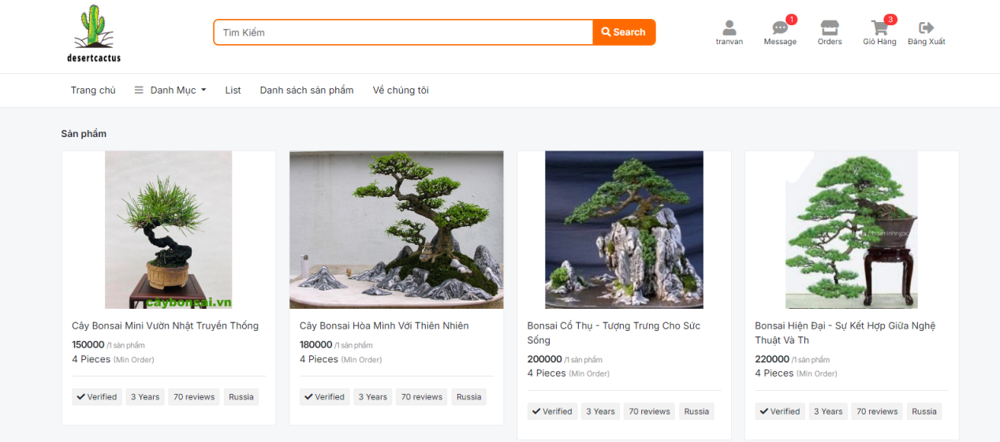 desertcactus
Tìm Kiếm
Search
tranvan
1
Message
Orders
3
Giỏ Hàng
Đăng Xuất
Trang chủ
Danh Mục
List
Danh sách sản phẩm
Về chúng tôi
Sản phẩm
caybonsai.vn
Cây Bonsai Mini Vườn Nhật Truyền Thống
150000 /1 sản phẩm
4 Pieces (Min Order)
Verified
3 Years
70 reviews
Russia
Cây Bonsai Hòa Mình Với Thiên Nhiên
180000 /1 sản phẩm
4 Pieces (Min Order)
Verified
3 Years
70 reviews
Russia
Bonsai Cổ Thụ - Tượng Trưng Cho Sức
Sống
200000 /1 sản phẩm
4 Pieces (Min Order)
Verified
3 Years
70 reviews
Russia
Bonsai Hiện Đại - Sự Kết Hợp Giữa Nghệ
Thuật Và Th
220000 /1 sản phẩm
4 Pieces (Min Order)
Verified
3 Years
70 reviews
Russia